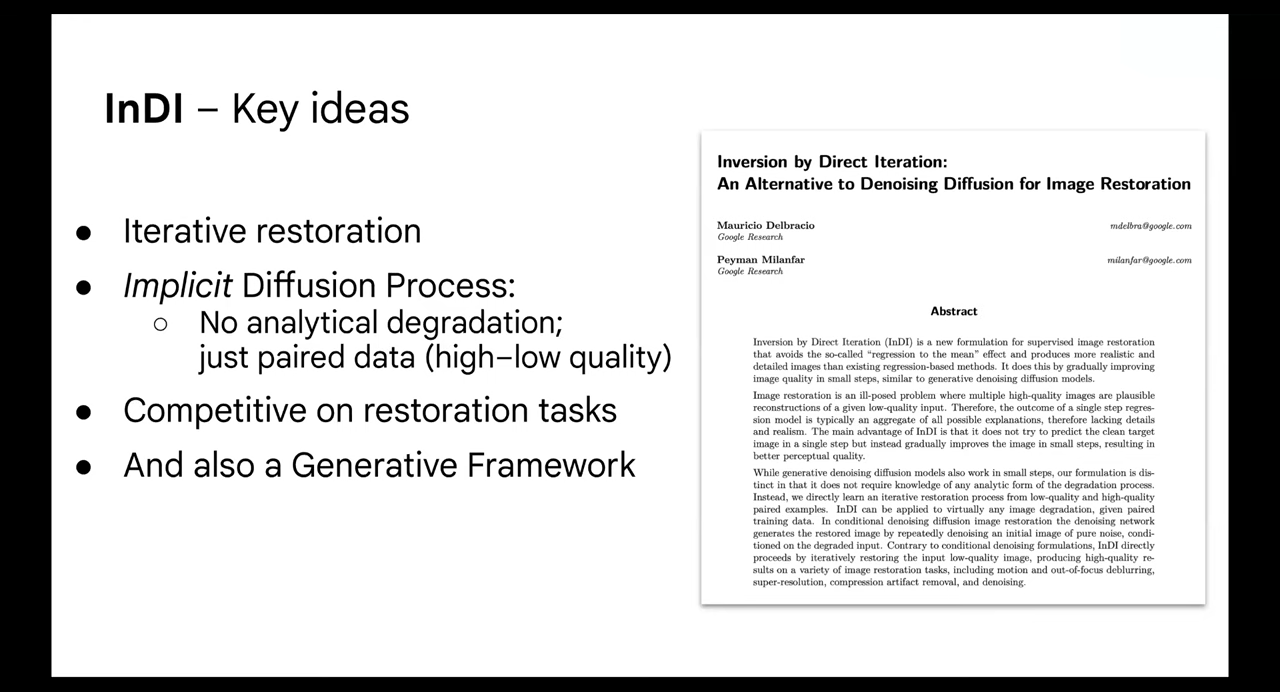 InDI – Key ideas
● Iterative restoration
● Implicit Diffusion Process:
○ No analytical degradation;
just paired data (high–low quality)
● Competitive on restoration tasks
● And also a Generative Framework
Inversion by Direct Iteration:
An Alternative to Denoising Diffusion for Image Restoration
Mauricio Delbracio mdelbra@google.com
Google Research
Peyman Milanfar milanfar@google.com
Google Research
Abstract
Inversion by Direct Iteration (InDI) is a new formulation for supervised image restoration
that avoids the so-called “regression to the mean” effect and produces more realistic and
detailed images than existing regression-based methods. It does this by gradually improving
image quality in small steps, similar to generative denoising diffusion models.
Image restoration is an ill-posed problem where multiple high-quality images are plausible
reconstructions of a given low-quality input. Therefore, the outcome of a single step regres-
sion model is typically an aggregate of all possible explanations, therefore lacking details
and realism. The main advantage of InDI is that it does not try to predict the clean target
image in a single step but instead gradually improves the image in small steps, resulting in
better perceptual quality.
While generative denoising diffusion models also work in small steps, our formulation is dis-
tinct in that it does not require knowledge of any analytic form of the degradation process.
Instead, we directly learn an iterative restoration process from low-quality and high-quality
paired examples. InDI can be applied to virtually any image degradation, given paired
training data. In conditional denoising diffusion image restoration the denoising network
generates the restored image by repeatedly denoising an initial image of pure noise, condi-
tioned on the degraded input. Contrary to conditional denoising formulations, InDI directly
proceeds by iteratively restoring the input low-quality image, producing high-quality re-
sults on a variety of image restoration tasks, including motion and out-of-focus deblurring,
super-resolution, compression artifact removal, and denoising.